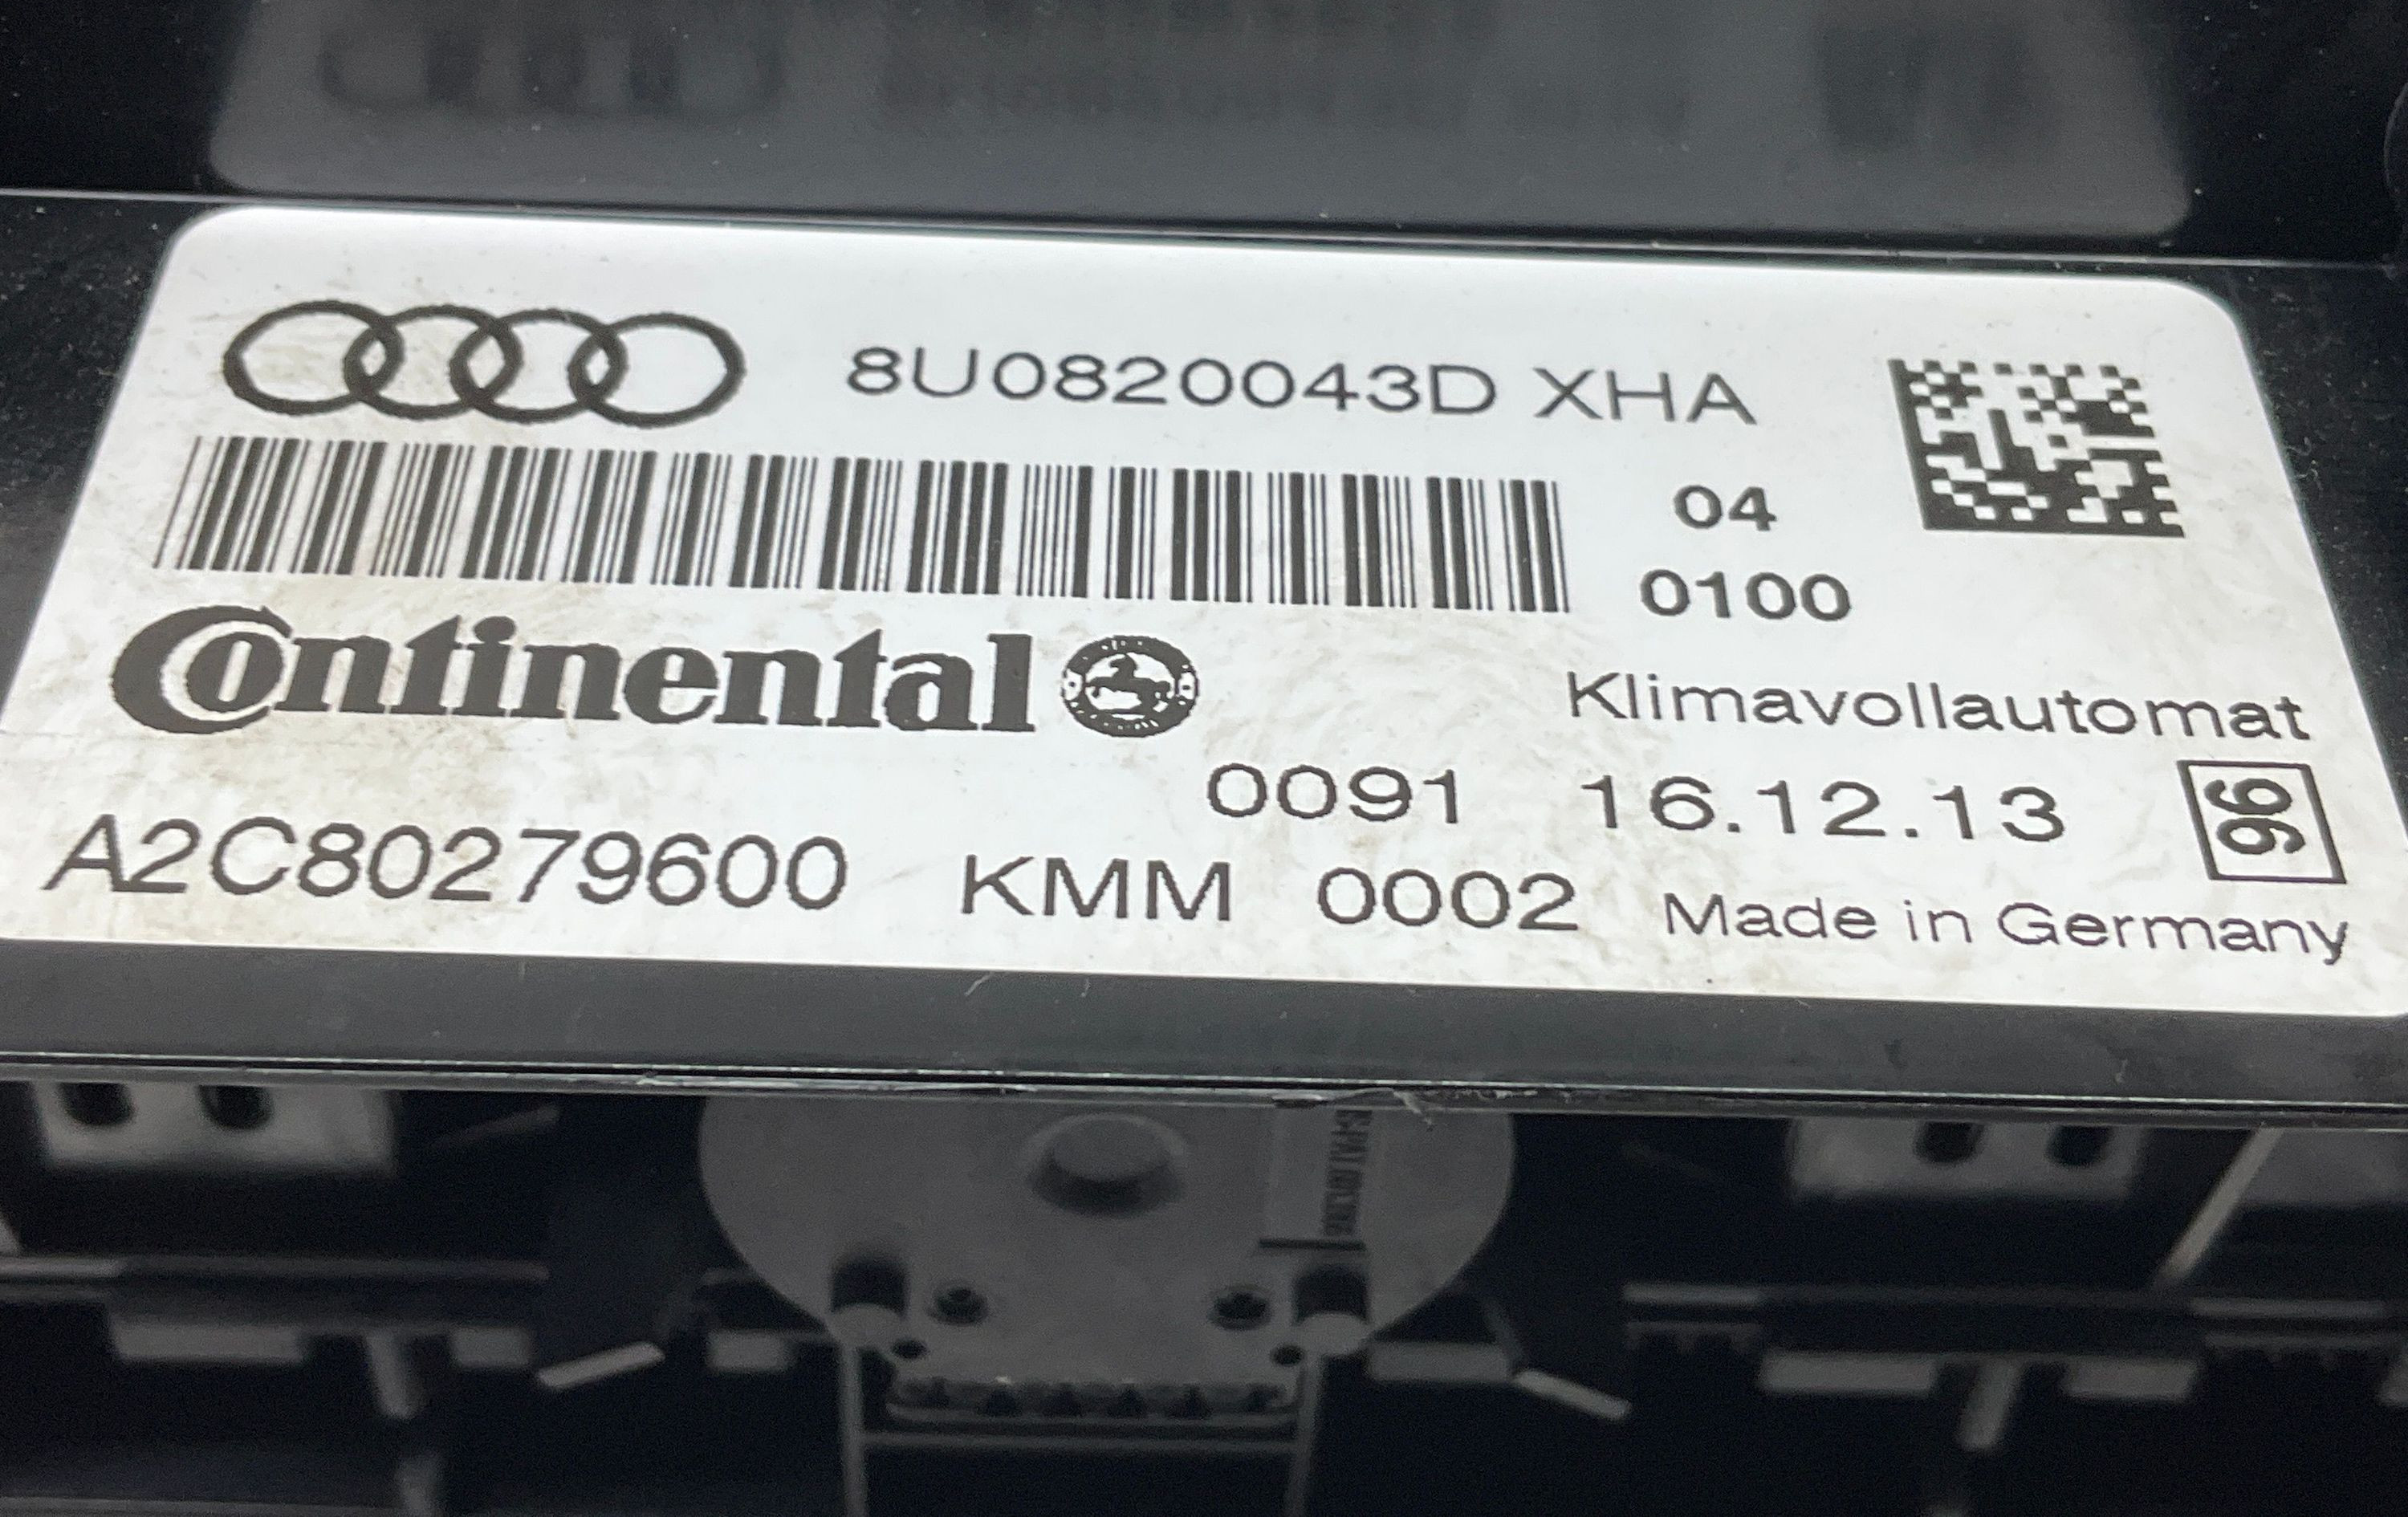 8U0820043D XHA
04
0100
Continental
Klimavollautomat
0091 16.12.13
96
A2C80279600 KMM 0002 Made in Germany